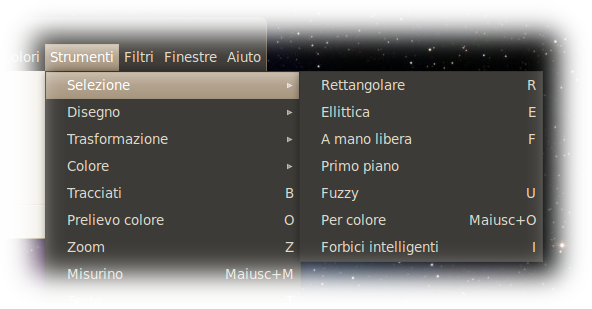 Strumenti Filtri Finestre Aiuto
Selezione
Disegno
Trasformazione
Colore
Tracciati B
Prelievo colore O
Zoom Z
Misurino Maiusc+M
Rettangolare R
Ellittica E
A mano libera F
Primo piano
Fuzzy U
Per colore Maiusc+O
Forbici intelligenti I